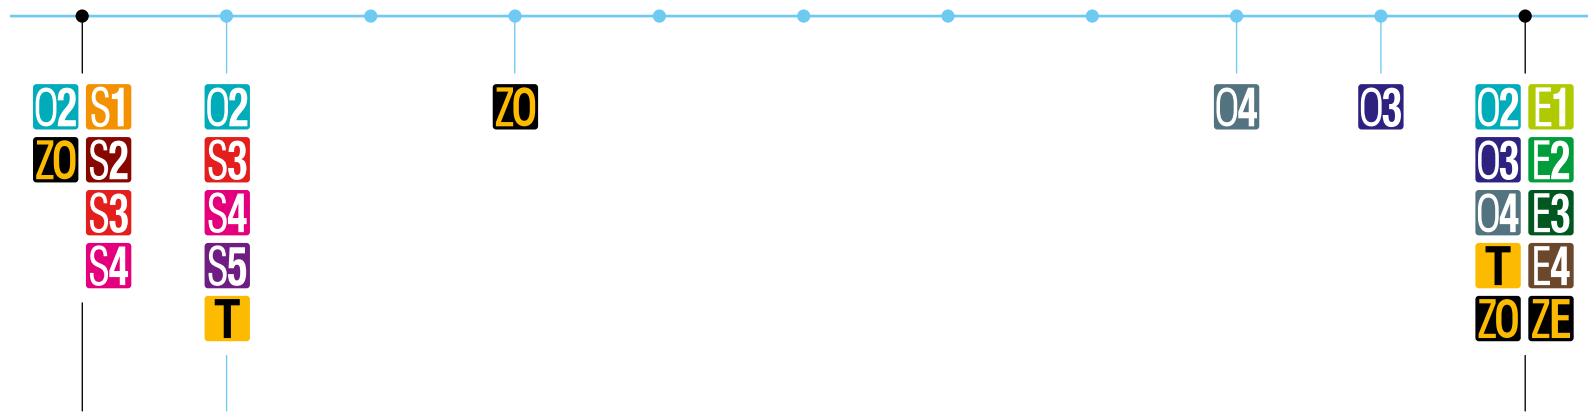 O2 S1 O2 ZO O4 O3 O2 E1
ZO S2 S3 O3 E2
S3 S4 O4 E3
S4 S5 T E4
T ZO ZE